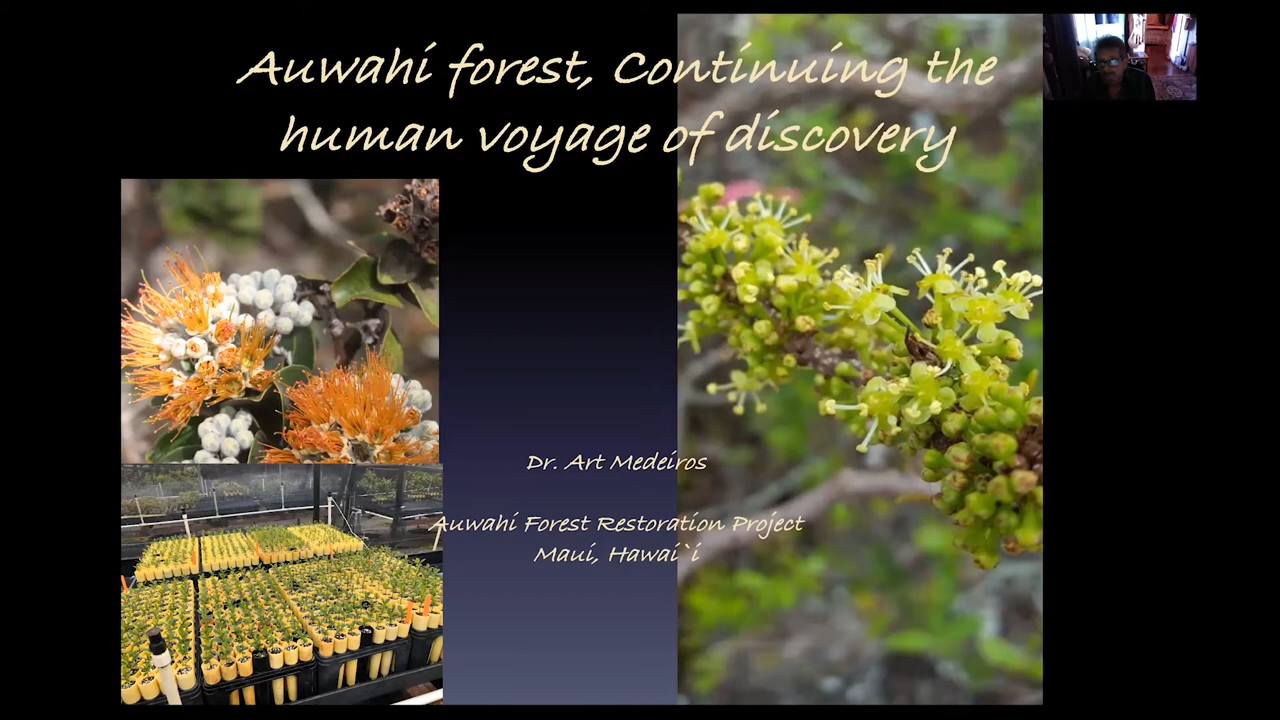 Auwahi forest, Continuing the
human voyage of discovery
Dr. Art Medeiros
Auwahi Forest Restoration Project
Maui, Hawai`i